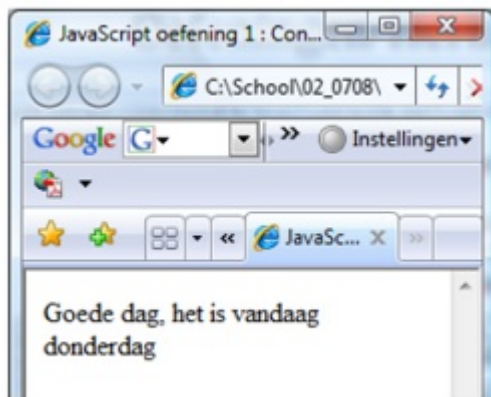 JavaScript oefening 1 : Con...
C:\School\02_0708\
Google G Instellingen
JavaSc...
Goede dag, het is vandaag
donderdag